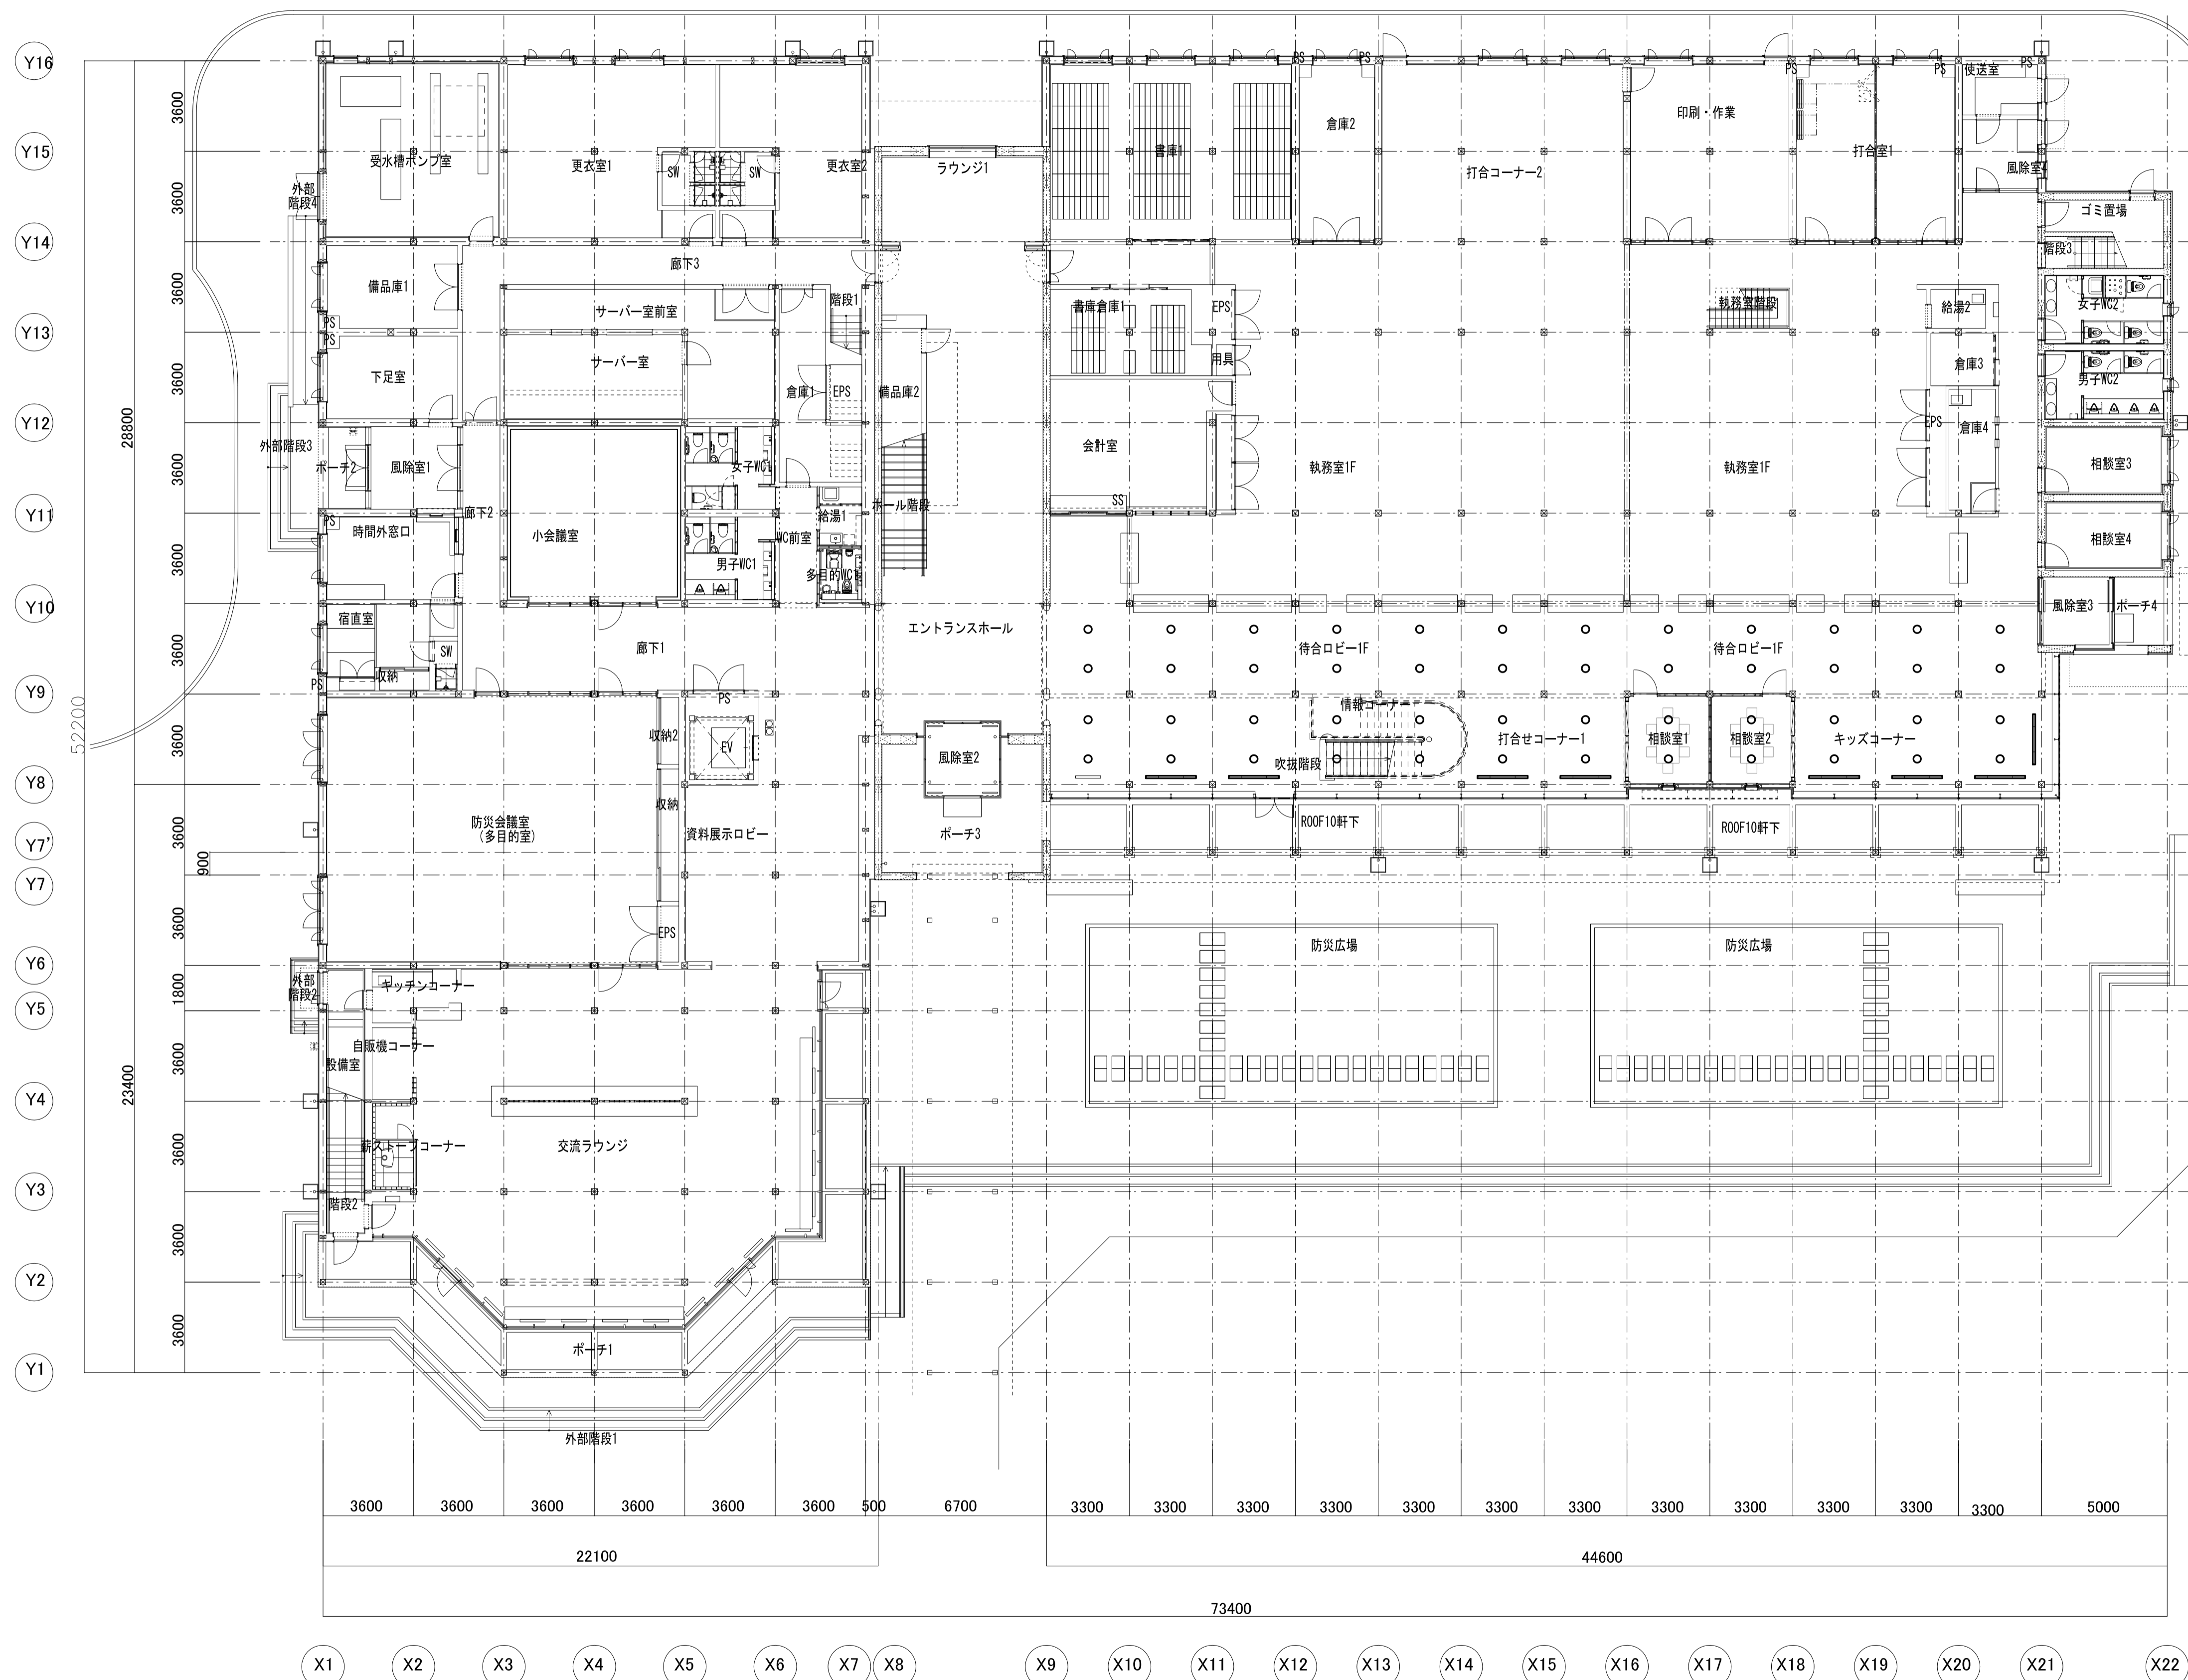 Y16
Y15
Y14
Y13
Y12
Y11
Y10
Y9
Y8
Y7'
Y7
Y6
Y5
Y4
Y3
Y2
Y1
52200
28800
23400
3600
3600
3600
3600
3600
3600
3600
3600
3600
900
3600
1800
3600
3600
3600
3600
受水槽ポンプ室
更衣室1
SW
SW
更衣室2
ラウンジ1
書庫1
PS
PS
倉庫2
打合コーナー2
印刷・作業
PS
打合室1
PS
使送室
PS
風除室4
外部
階段4
ゴミ置場
階段3
備品庫1
廊下3
サーバー室前室
階段1
書庫倉庫1
EPS
執務室階段
給湯2
女子WC2
PS
PS
下足室
サーバー室
倉庫1
EPS
備品庫2
用具
倉庫3
男子WC2
外部階段3
ポーチ2
風除室1
女子WC1
会計室
執務室1F
執務室1F
EPS
倉庫4
相談室3
PS
時間外窓口
廊下2
小会議室
給湯1
WC前室
ホール階段
SS
相談室4
男子WC1
多目的WC1
宿直室
SW
収納
PS
廊下1
エントランスホール
待合ロビー1F
待合ロビー1F
風除室3
ポーチ4
PS
収納2
EV
収納
風除室2
情報コーナー
吹抜階段
打合せコーナー1
相談室1
相談室2
キッズコーナー
防災会議室
(多目的室)
資料展示ロビー
ポーチ3
ROOF10軒下
ROOF10軒下
EPS
防災広場
防災広場
外部
階段2
キッチンコーナー
自販機コーナー
設備室
薪ストーブコーナー
交流ラウンジ
階段2
ポーチ1
外部階段1
3600
3600
3600
3600
3600
3600
500
6700
3300
3300
3300
3300
3300
3300
3300
3300
3300
3300
3300
3300
5000
22100
44600
73400
X1
X2
X3
X4
X5
X6
X7
X8
X9
X10
X11
X12
X13
X14
X15
X16
X17
X18
X19
X20
X21
X22